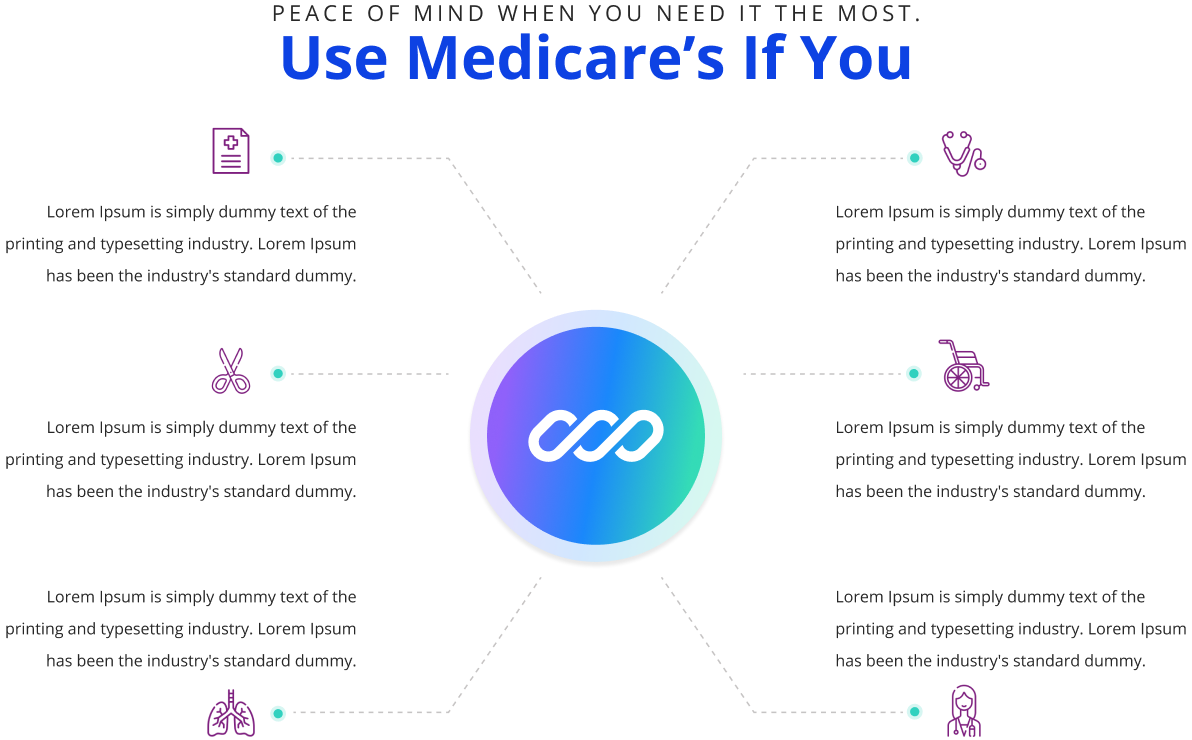 PEACE OF MIND WHEN YOU NEED IT THE MOST.
Use Medicare’s If You
Lorem Ipsum is simply dummy text of the
printing and typesetting industry. Lorem Ipsum
has been the industry's standard dummy.
Lorem Ipsum is simply dummy text of the
printing and typesetting industry. Lorem Ipsum
has been the industry's standard dummy.
Lorem Ipsum is simply dummy text of the
printing and typesetting industry. Lorem Ipsum
has been the industry's standard dummy.
Lorem Ipsum is simply dummy text of the
printing and typesetting industry. Lorem Ipsum
has been the industry's standard dummy.
Lorem Ipsum is simply dummy text of the
printing and typesetting industry. Lorem Ipsum
has been the industry's standard dummy.
Lorem Ipsum is simply dummy text of the
printing and typesetting industry. Lorem Ipsum
has been the industry's standard dummy.